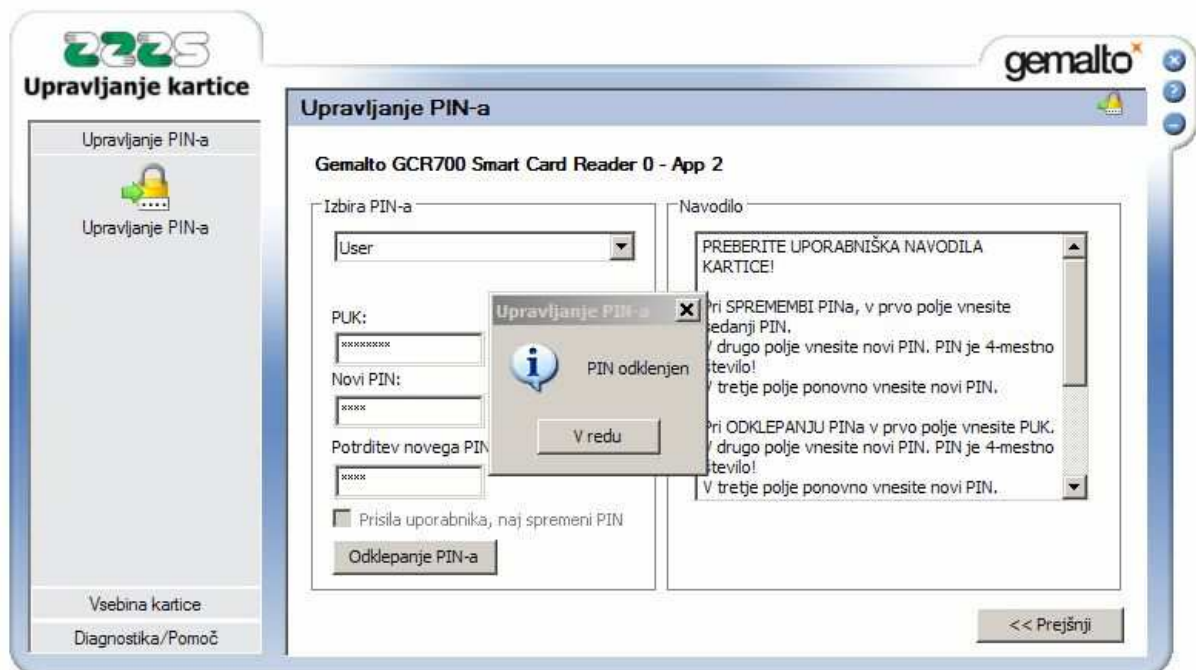 ZZZS
Upravljanje kartice
gemalto
Upravljanje PIN-a
Upravljanje PIN-a
Upravljanje PIN-a
Vsebina kartice
Diagnostika/Pomoč
Gemalto GCR700 Smart Card Reader 0 - App 2
Izbira PIN-a
User
PUK:
********
Novi PIN:
****
Potrditev novega PIN
****
Prisila uporabnika, naj spremeni PIN
Odklepanje PIN-a
Upravljanje PIN-a
PIN odklenjen
V redu
Navodilo
PREBERITE UPORABNIŠKA NAVODILA
KARTICE!
Pri SPREMEMBI PINa, v prvo polje vnesite
sedanji PIN.
V drugo polje vnesite novi PIN. PIN je 4-mestno
število!
V tretje polje ponovno vnesite novi PIN.
Pri ODKLEPANJU PINa v prvo polje vnesite PUK.
V drugo polje vnesite novi PIN. PIN je 4-mestno
število!
V tretje polje ponovno vnesite novi PIN.
<< Prejšnji